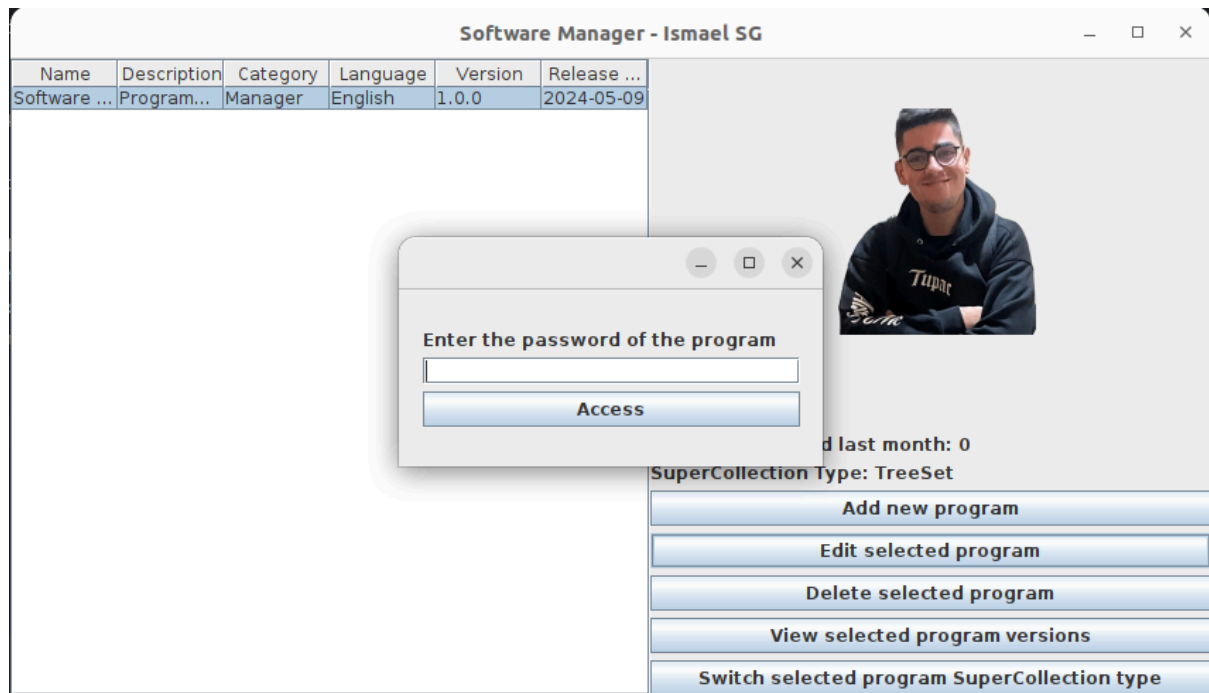 Software Manager - Ismael SG
Name Description Category Language Version Release ...
Software ... Program... Manager English 1.0.0 2024-05-09
Tupac
Enter the password of the program
Access
d last month: 0
SuperCollection Type: TreeSet
Add new program
Edit selected program
Delete selected program
View selected program versions
Switch selected program SuperCollection type